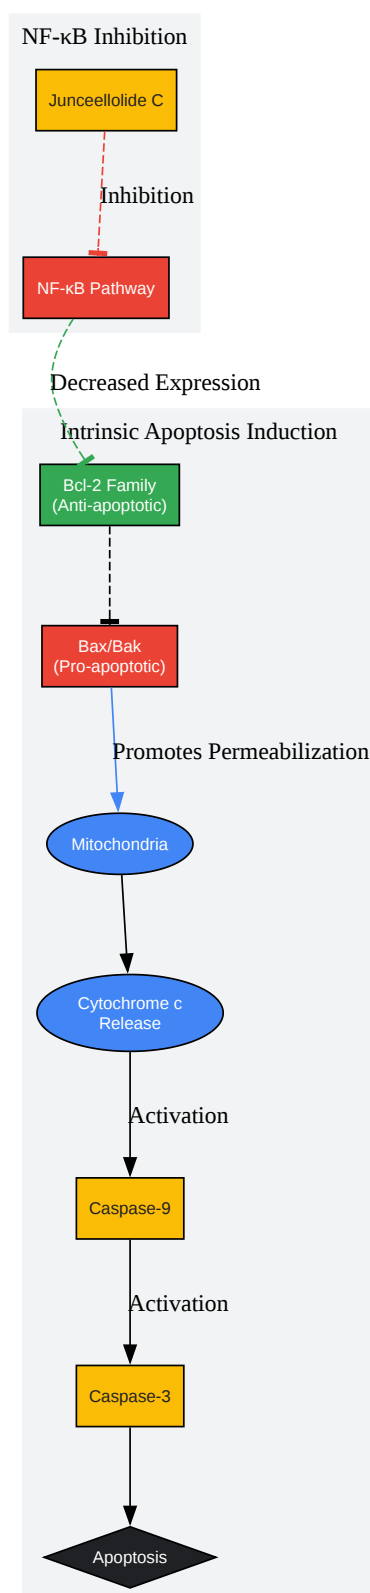 NF-κB Inhibition
Junceellolide C
Inhibition
NF-κB Pathway
Decreased Expression
Intrinsic Apoptosis Induction
Bcl-2 Family
(Anti-apoptotic)
Bax/Bak
(Pro-apoptotic)
Promotes Permeabilization
Mitochondria
Cytochrome c
Release
Activation
Caspase-9
Activation
Caspase-3
Apoptosis